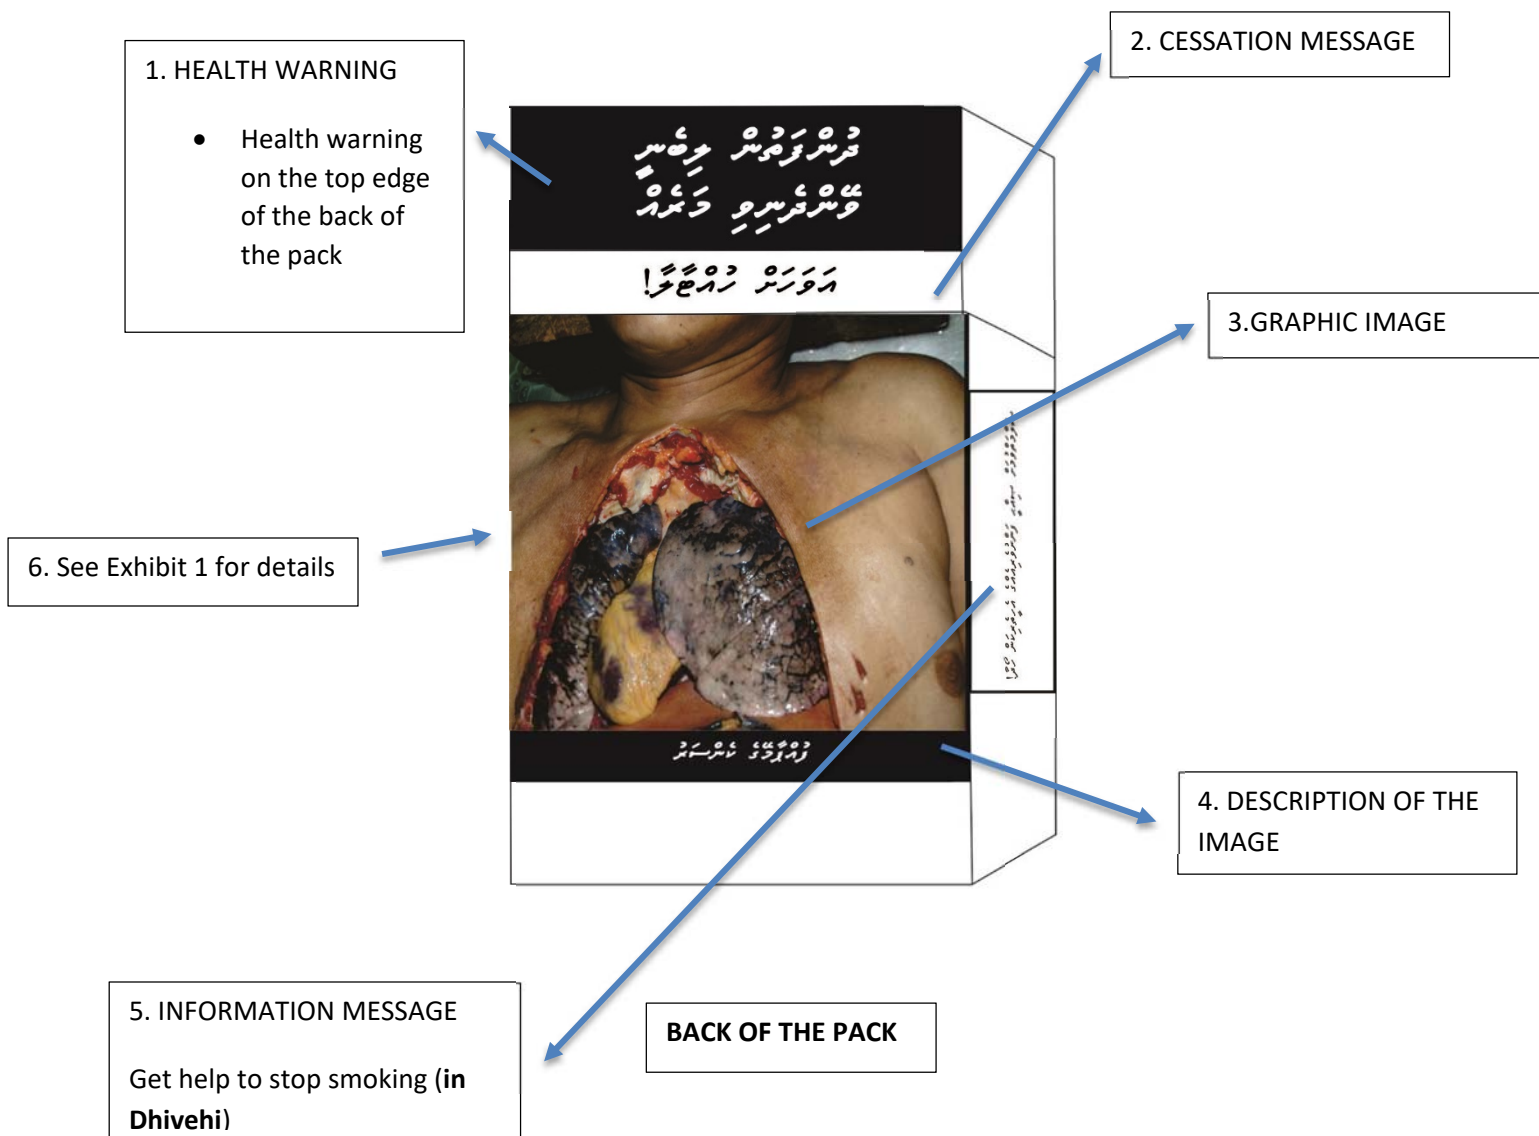 1. HEALTH WARNING
• Health warning
on the top edge
of the back of
the pack
2. CESSATION MESSAGE
ދުންފަތުން ލިބެނީ
ވޭންދެނިވި މަރެއް
އަވަހަށް ހުއްޓާލާ!
3.GRAPHIC IMAGE
6. See Exhibit 1 for details
ފުއްޕާމޭގެ ކެންސަރު
4. DESCRIPTION OF THE
IMAGE
5. INFORMATION MESSAGE
Get help to stop smoking (in
Dhivehi)
BACK OF THE PACK